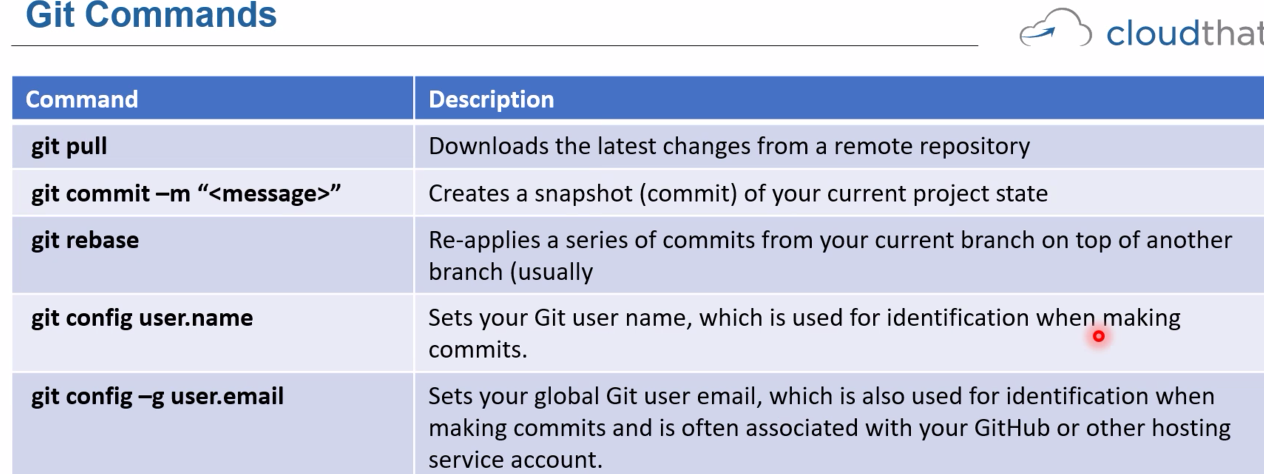 Git Commands
cloudthat
Command
Description
git pull
Downloads the latest changes from a remote repository
git commit –m “<message>”
Creates a snapshot (commit) of your current project state
git rebase
Re-applies a series of commits from your current branch on top of another
branch (usually
git config user.name
Sets your Git user name, which is used for identification when making
commits.
git config –g user.email
Sets your global Git user email, which is also used for identification when
making commits and is often associated with your GitHub or other hosting
service account.